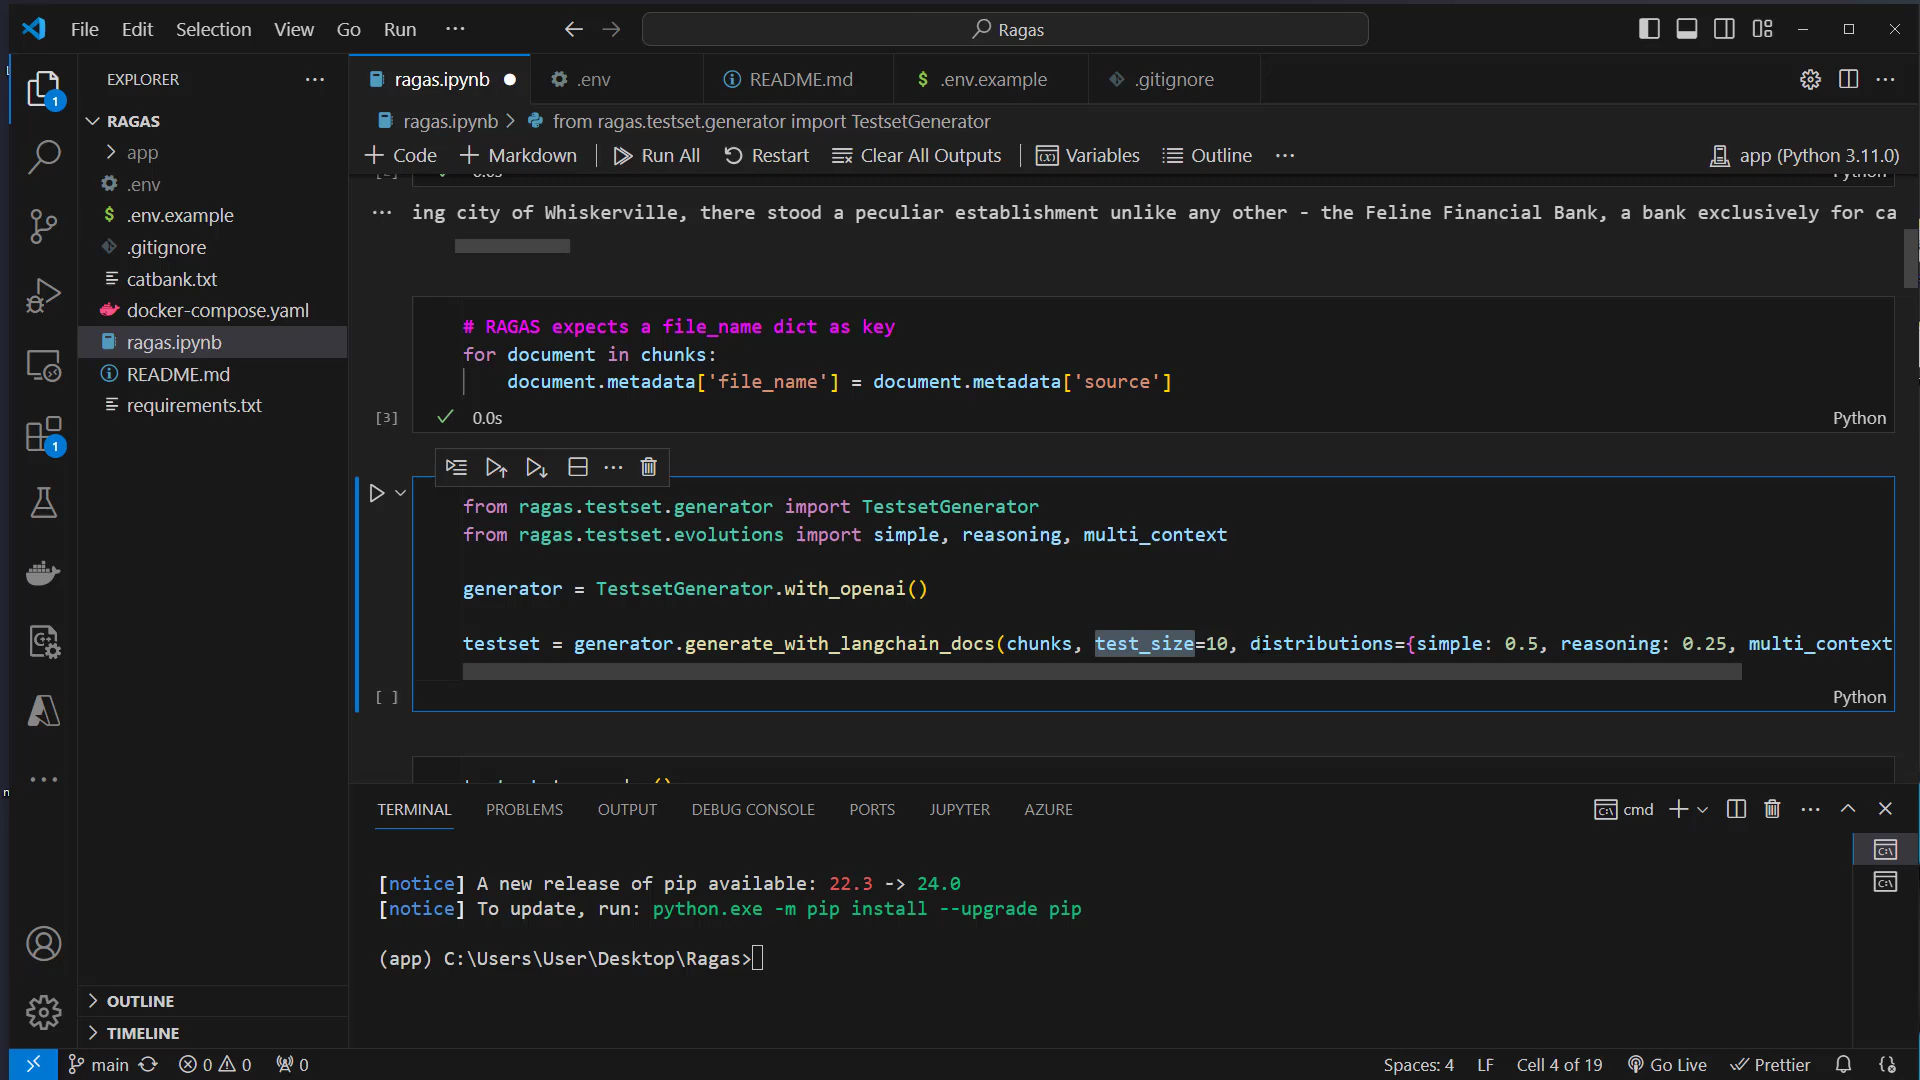 File Edit Selection View Go Run ··· Ragas
EXPLORER ···
RAGAS
app
.env
.env.example
.gitignore
catbank.txt
docker-compose.yaml
ragas.ipynb
README.md
requirements.txt
OUTLINE
TIMELINE
1
1
ragas.ipynb .env README.md .env.example .gitignore
ragas.ipynb > from ragas.testset.generator import TestsetGenerator
+ Code + Markdown Run All Restart Clear All Outputs Variables Outline ··· app (Python 3.11.0)
[2] 0.0s Python
ing city of Whiskerville, there stood a peculiar establishment unlike any other - the Feline Financial Bank, a bank exclusively for ca
# RAGAS expects a file_name dict as key
for document in chunks:
document.metadata['file_name'] = document.metadata['source']
[3] 0.0s Python
from ragas.testset.generator import TestsetGenerator
from ragas.testset.evolutions import simple, reasoning, multi_context
generator = TestsetGenerator.with_openai()
testset = generator.generate_with_langchain_docs(chunks, test_size=10, distributions={simple: 0.5, reasoning: 0.25, multi_context
[ ] Python
TERMINAL PROBLEMS OUTPUT DEBUG CONSOLE PORTS JUPYTER AZURE cmd
[notice] A new release of pip available: 22.3 -> 24.0
[notice] To update, run: python.exe -m pip install --upgrade pip
(app) C:\Users\User\Desktop\Ragas>
main 0 0 0 Spaces: 4 LF Cell 4 of 19 Go Live Prettier